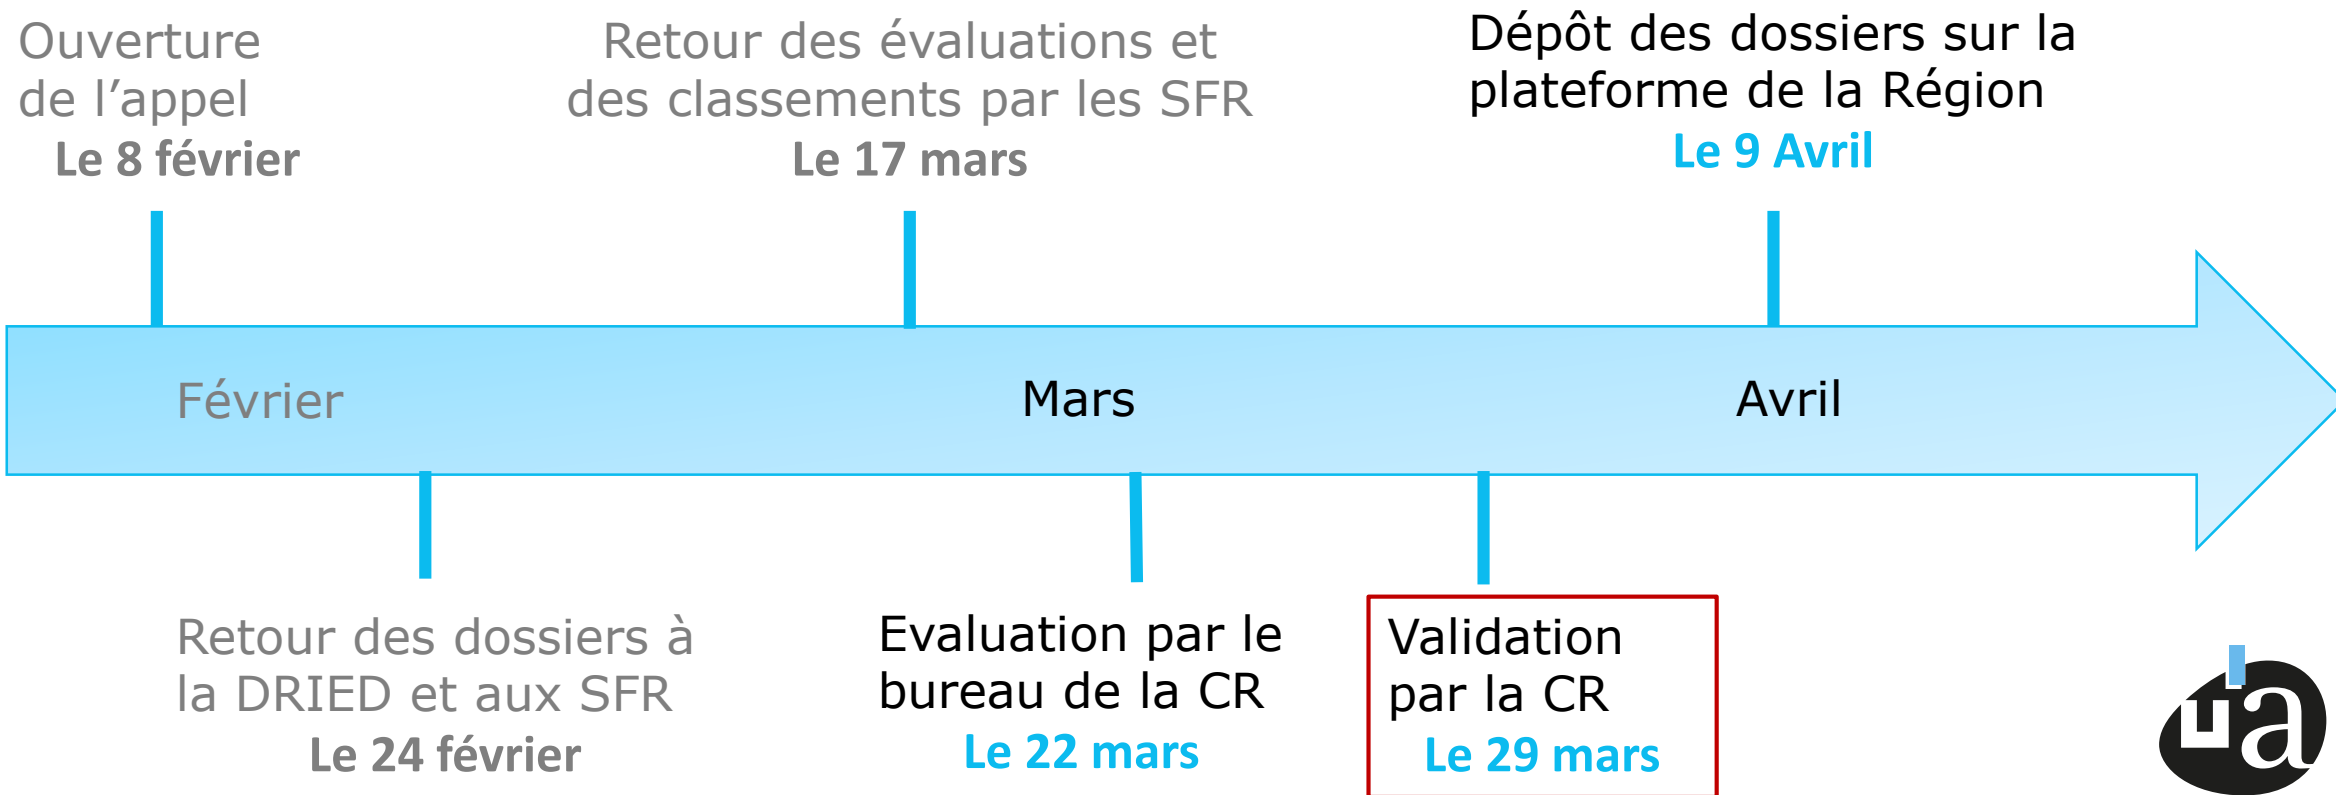 Ouverture
de l’appel
Le 8 février
Retour des évaluations et
des classements par les SFR
Le 17 mars
Dépôt des dossiers sur la
plateforme de la Région
Le 9 Avril
Février
Mars
Avril
Retour des dossiers à
la DRIED et aux SFR
Le 24 février
Evaluation par le
bureau de la CR
Le 22 mars
Validation
par la CR
Le 29 mars
ua